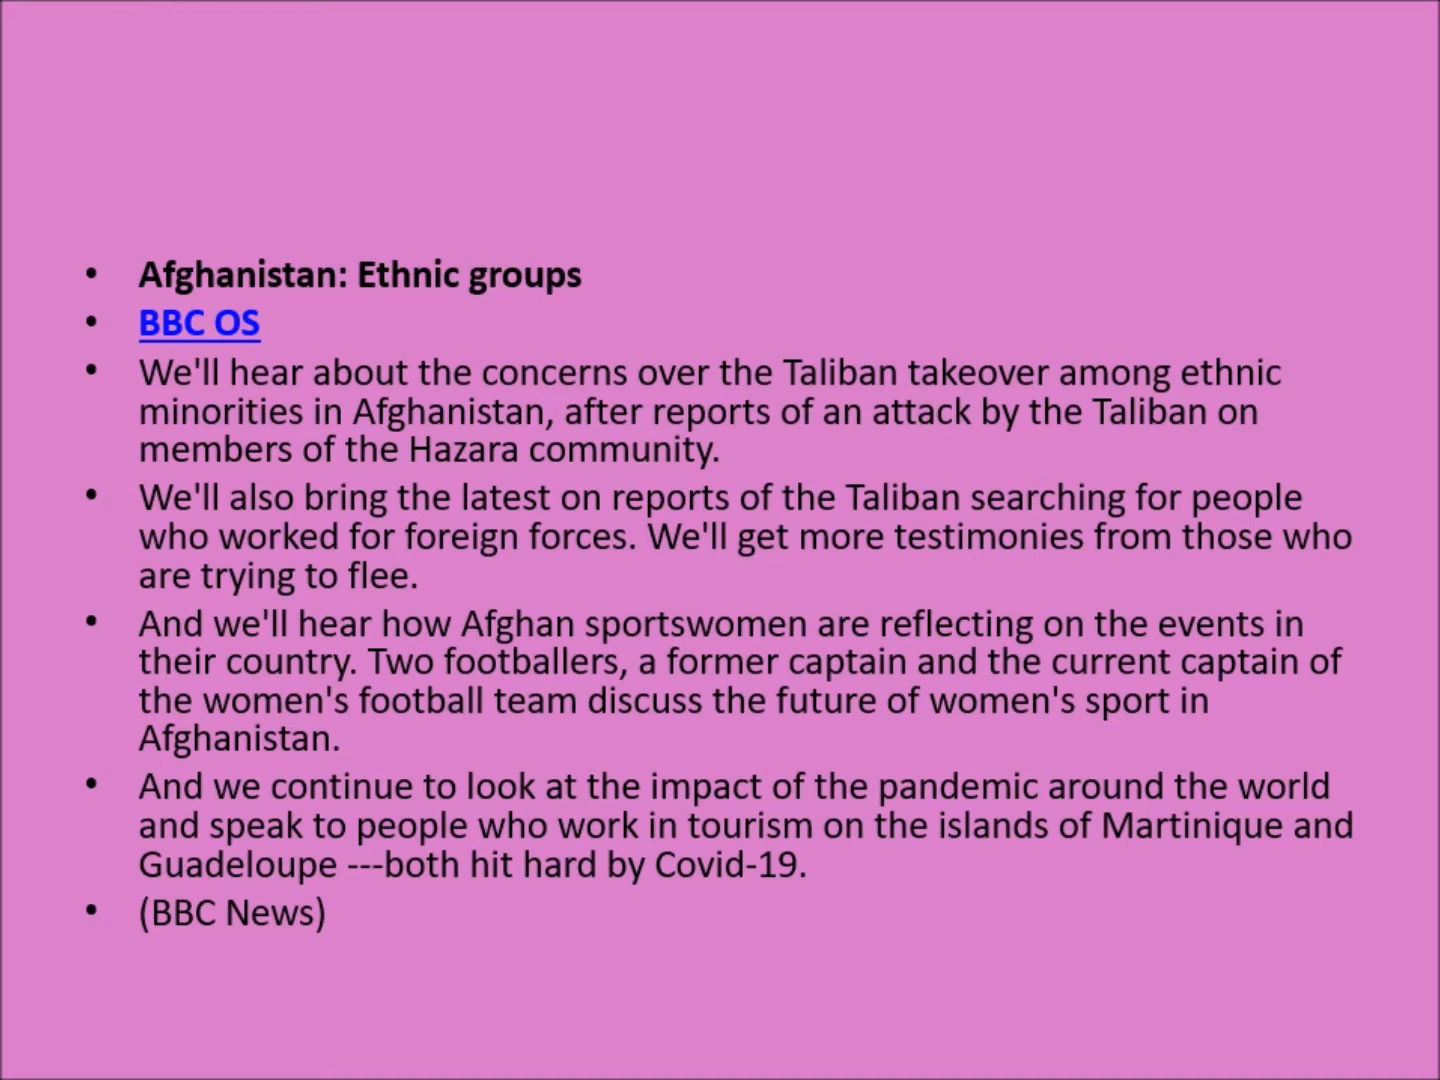 • Afghanistan: Ethnic groups
• BBC OS
• We'll hear about the concerns over the Taliban takeover among ethnic
minorities in Afghanistan, after reports of an attack by the Taliban on
members of the Hazara community.
• We'll also bring the latest on reports of the Taliban searching for people
who worked for foreign forces. We'll get more testimonies from those who
are trying to flee.
• And we'll hear how Afghan sportswomen are reflecting on the events in
their country. Two footballers, a former captain and the current captain of
the women's football team discuss the future of women's sport in
Afghanistan.
• And we continue to look at the impact of the pandemic around the world
and speak to people who work in tourism on the islands of Martinique and
Guadeloupe ---both hit hard by Covid-19.
• (BBC News)